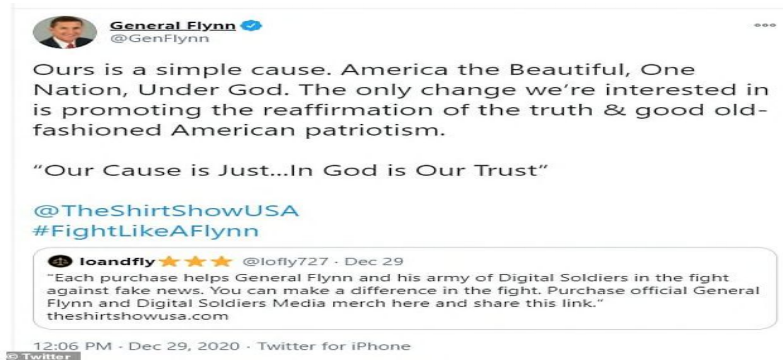 General Flynn
@GenFlynn
Ours is a simple cause. America the Beautiful, One
Nation, Under God. The only change we're interested in
is promoting the reaffirmation of the truth & good old-
fashioned American patriotism.
"Our Cause is Just...In God is Our Trust"
@TheShirtShowUSA
#FightLikeAFlynn
loandfly @lofly727 · Dec 29
"Each purchase helps General Flynn and his army of Digital Soldiers in the fight
against fake news. You can make a difference in the fight. Purchase official General
Flynn and Digital Soldiers Media merch here and share this link."
theshirtshowusa.com
12:06 PM · Dec 29, 2020 · Twitter for iPhone
© Twitter